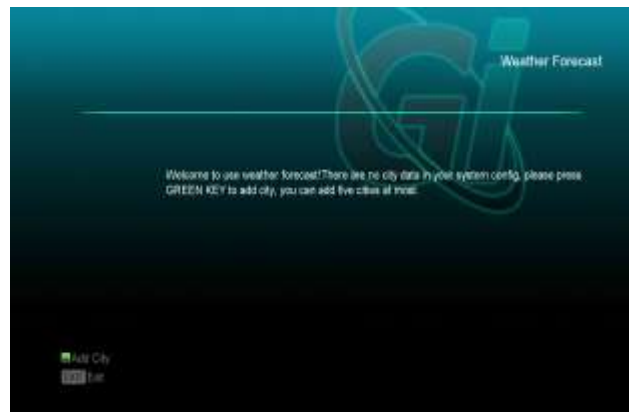 Weather Forecast
Welcome to use weather forecast!There are no city data in your system config, please press
GREEN KEY to add city, you can add five cities at most.
Add City
EXIT Exit